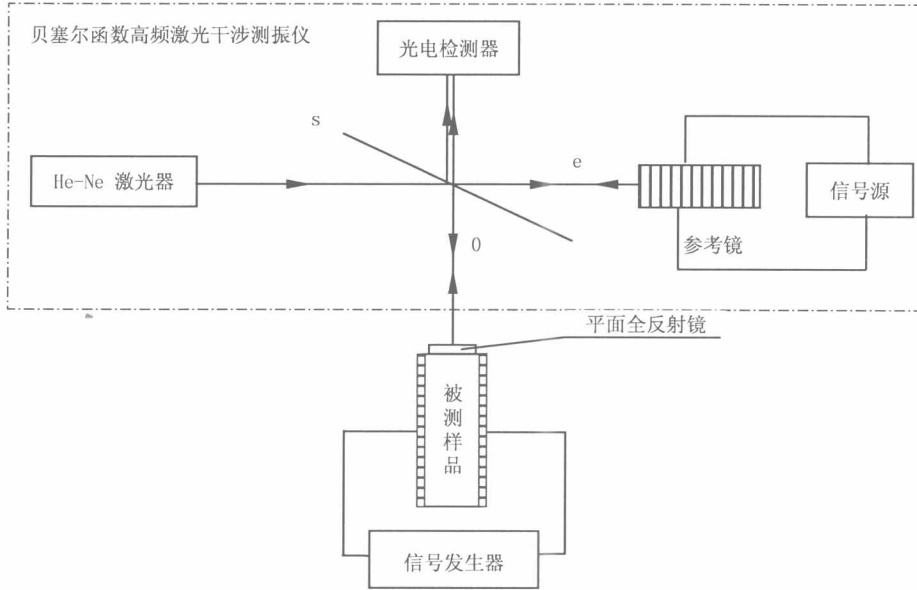 贝塞尔函数高频激光干涉测振仪
光电检测器
s
He-Ne 激光器
e
信号源
参考镜
0
平面全反射镜
被测样品
信号发生器